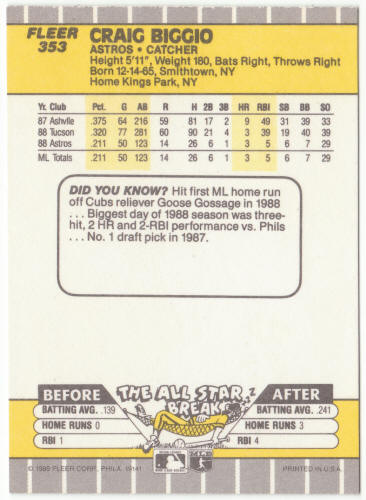 FLEER
353
CRAIG BIGGIO
ASTROS • CATCHER
Height 5'11", Weight 180, Bats Right, Throws Right
Born 12-14-65, Smithtown, NY
Home Kings Park, NY
Yr. Club Pct. G AB R H 2B 3B HR RBI SB BB SO
87 Ashvlle .375 64 216 59 81 17 2 9 49 31 39 33
88 Tucson .320 77 281 60 90 21 4 3 39 19 40 39
88 Astros .211 50 123 14 26 6 1 3 5 6 7 29
ML Totals .211 50 123 14 26 6 1 3 5 6 7 29
DID YOU KNOW? Hit first ML home run
off Cubs reliever Goose Gossage in 1988
... Biggest day of 1988 season was three-
hit, 2 HR and 2-RBI performance vs. Phils
... No. 1 draft pick in 1987.
BEFORE THE ALL STAR BREAK AFTER
BATTING AVG. .139 BATTING AVG. .241
HOME RUNS 0 HOME RUNS 3
RBI 1 RBI 4
© 1989 FLEER CORP., PHILA. 19141 PRINTED IN U.S.A.